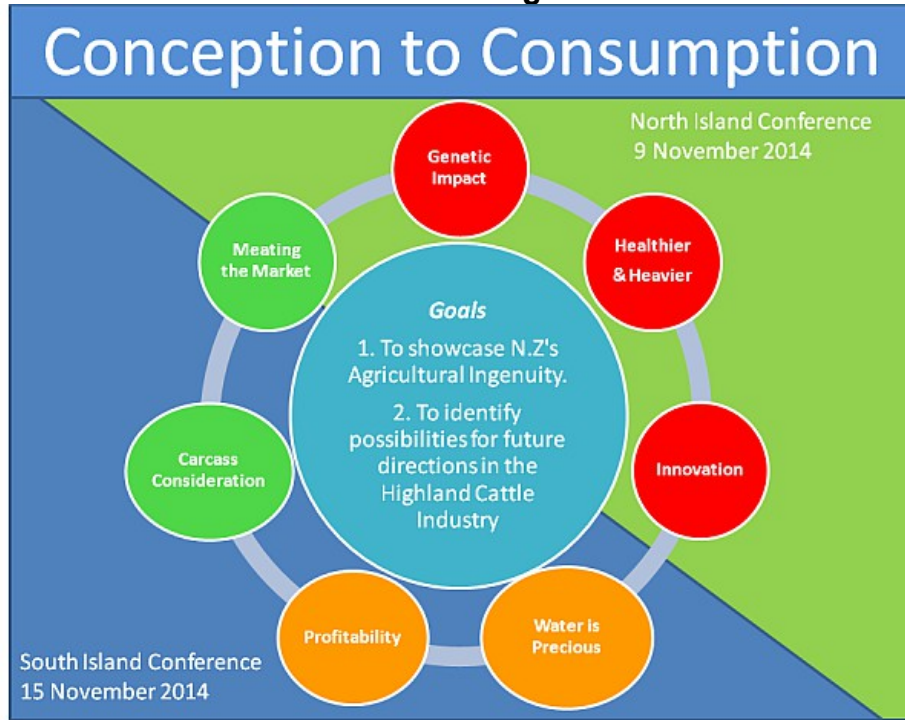 Conception to Consumption
North Island Conference
9 November 2014
Genetic
Impact
Healthier
& Heavier
Innovation
Water is
Precious
Profitability
Carcass
Consideration
Meating
the Market
Goals
1. To showcase N.Z's
Agricultural Ingenuity.
2. To identify
possibilities for future
directions in the
Highland Cattle
Industry
South Island Conference
15 November 2014